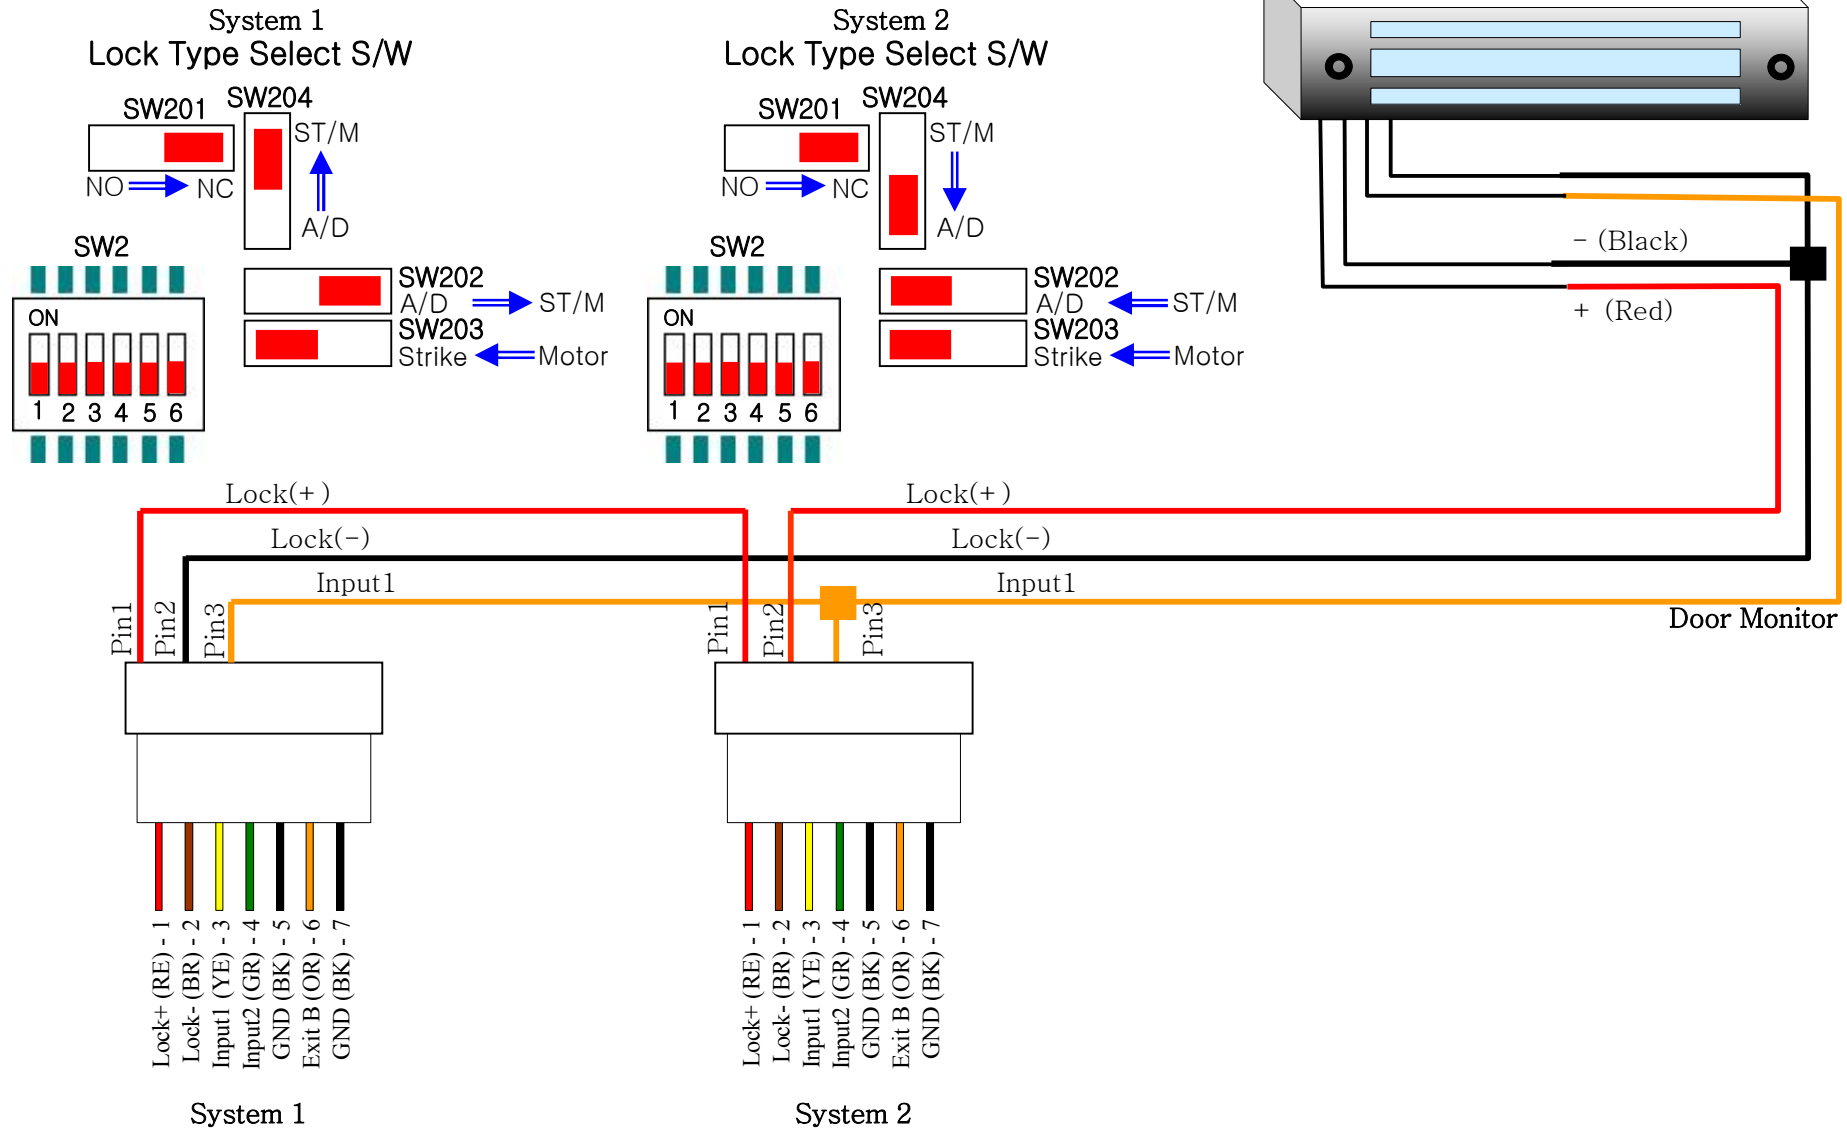 System 1
Lock Type Select S/W
SW201
SW204
ST/M
NO
NC
A/D
SW2
ON
1 2 3 4 5 6
SW202
A/D
ST/M
SW203
Strike
Motor
System 2
Lock Type Select S/W
SW201
SW204
ST/M
NO
NC
A/D
SW2
ON
1 2 3 4 5 6
SW202
A/D
ST/M
SW203
Strike
Motor
- (Black)
+ (Red)
Lock(+)
Lock(+)
Lock(-)
Lock(-)
Input1
Input1
Door Monitor
Pin1
Pin2
Pin3
Pin1
Pin2
Pin3
Lock+ (RE) - 1
Lock- (BR) - 2
Input1 (YE) - 3
Input2 (GR) - 4
GND (BK) - 5
Exit B (OR) - 6
GND (BK) - 7
Lock+ (RE) - 1
Lock- (BR) - 2
Input1 (YE) - 3
Input2 (GR) - 4
GND (BK) - 5
Exit B (OR) - 6
GND (BK) - 7
System 1
System 2